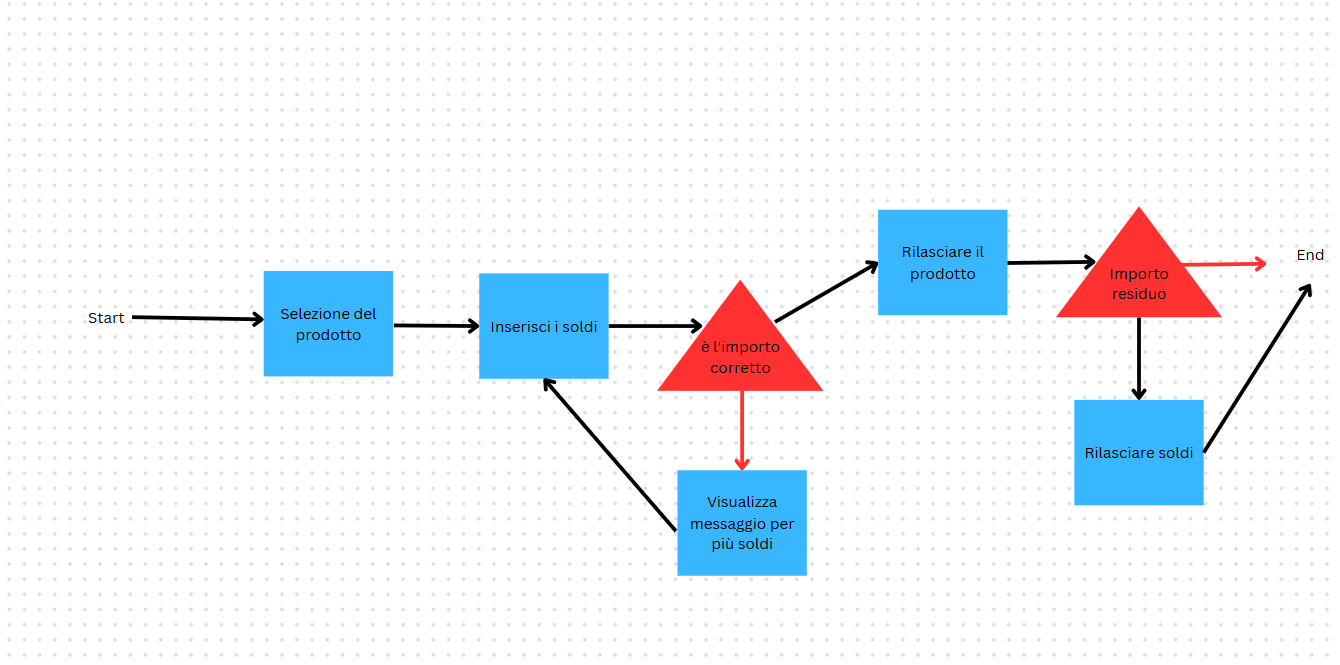 Start
Selezione del
prodotto
Inserisci i soldi
è l'importo
corretto
Visualizza
messaggio per
più soldi
Rilasciare il
prodotto
Importo
residuo
Rilasciare soldi
End